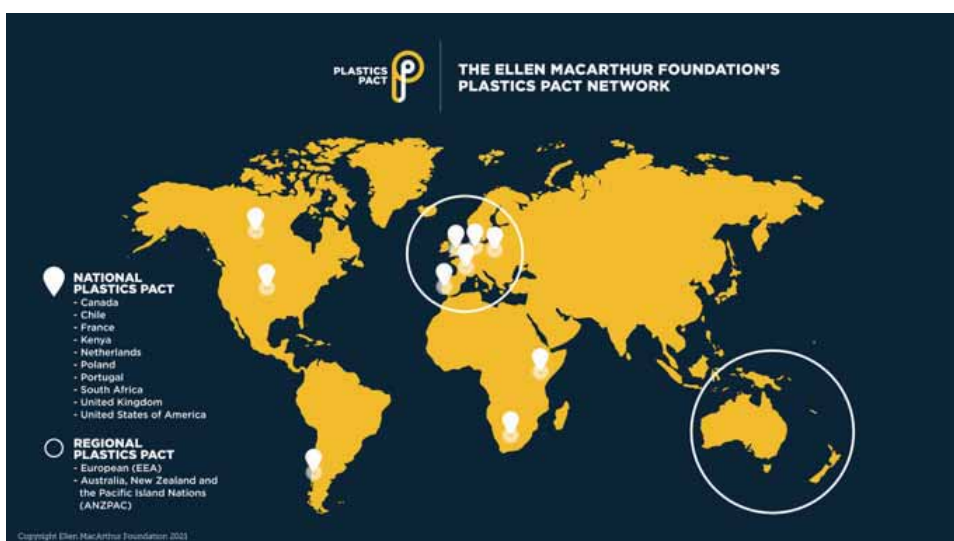 PLASTICS
PACT
THE ELLEN MACARTHUR FOUNDATION'S
PLASTICS PACT NETWORK
NATIONAL
PLASTICS PACT
- Canada
- Chile
- France
- Kenya
- Netherlands
- Poland
- Portugal
- South Africa
- United Kingdom
- United States of America
REGIONAL
PLASTICS PACT
- European (EEA)
- Australia, New Zealand and
the Pacific Island Nations
(ANZPAC)
Copyright Ellen MacArthur Foundation 2021